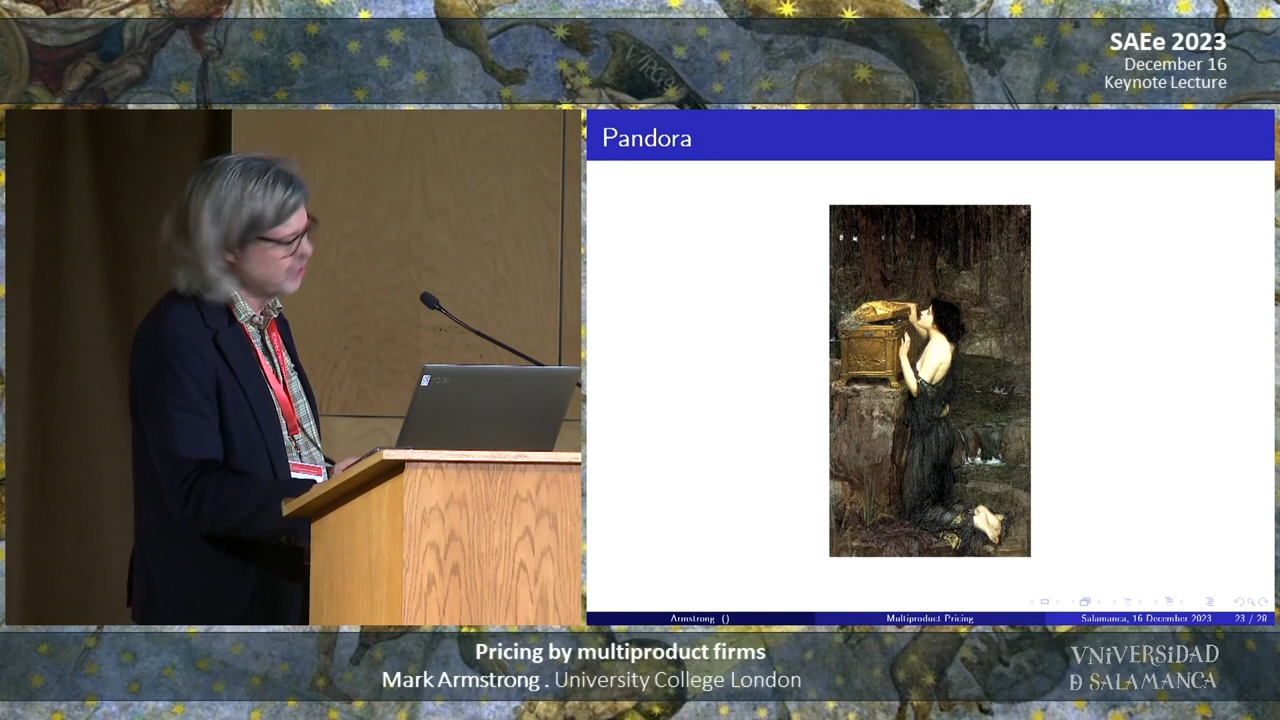 VIRGO
SAEe 2023
December 16
Keynote Lecture
Pandora
Armstrong ()
Multiproduct Pricing
Salamanca, 16 December 2023
23 / 28
Pricing by multiproduct firms
Mark Armstrong . University College London
VNiVERSiDAD
Ð SALAMANCA